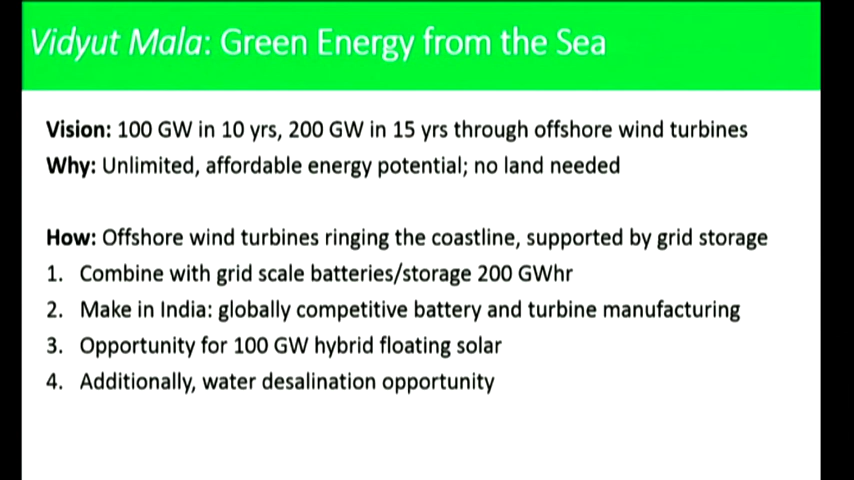 Vidyut Mala: Green Energy from the Sea
Vision: 100 GW in 10 yrs, 200 GW in 15 yrs through offshore wind turbines
Why: Unlimited, affordable energy potential; no land needed
How: Offshore wind turbines ringing the coastline, supported by grid storage
1. Combine with grid scale batteries/storage 200 GWhr
2. Make in India: globally competitive battery and turbine manufacturing
3. Opportunity for 100 GW hybrid floating solar
4. Additionally, water desalination opportunity